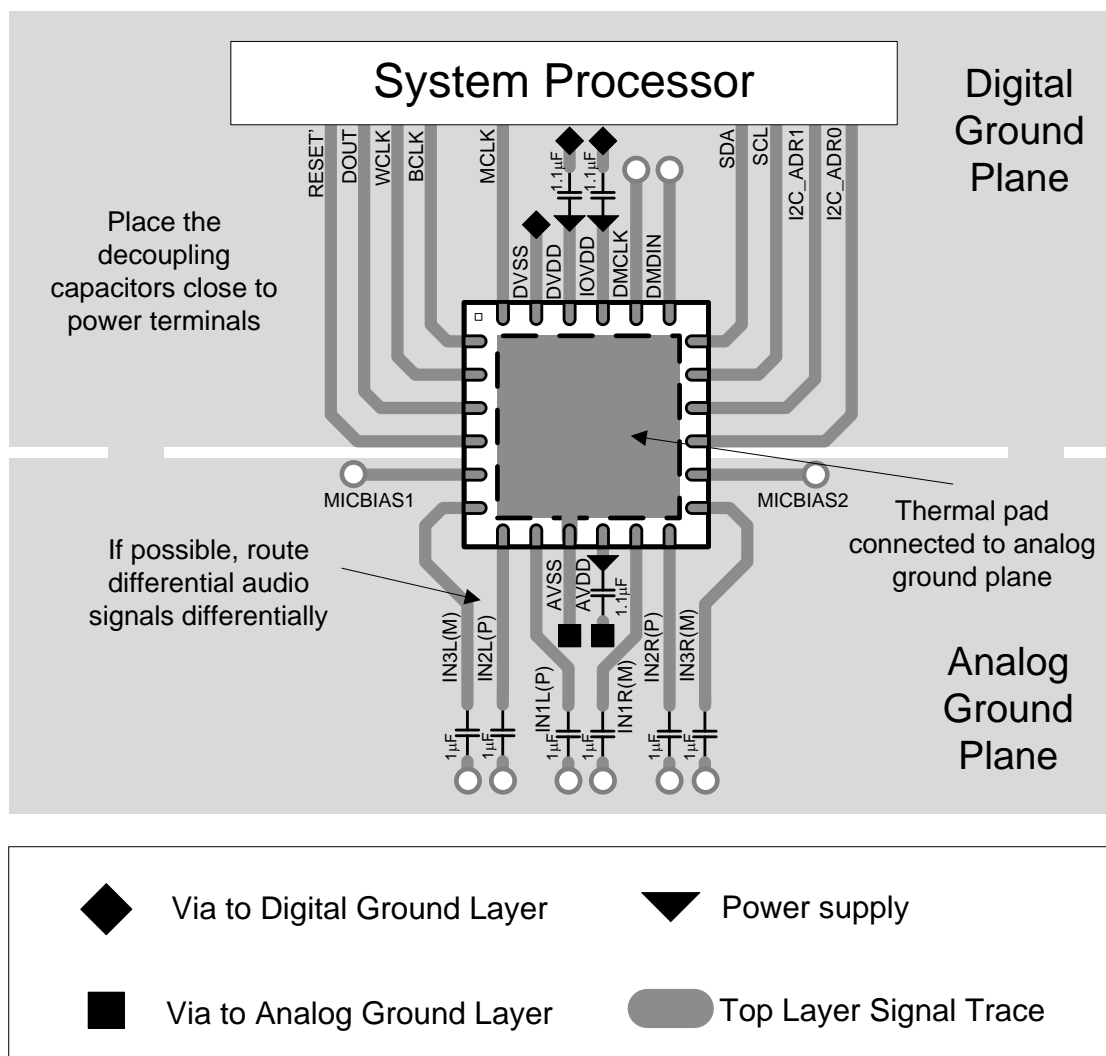 System Processor
Digital
Ground
Plane
RESET'
DOUT
WCLK
BCLK
MCLK
1.1µF
1.1µF
SDA
SCL
I2C_ADR1
I2C_ADR0
DVSS
DVDD
IOVDD
DMCLK
DMDIN
Place the
decoupling
capacitors close to
power terminals
MICBIAS1
MICBIAS2
If possible, route
differential audio
signals differentially
Thermal pad
connected to analog
ground plane
AVSS
AVDD
1.1µF
IN3L(M)
IN2L(P)
IN1L(P)
IN1R(M)
IN2R(P)
IN3R(M)
Analog
Ground
Plane
1µF
1µF
1µF
1µF
1µF
1µF
Via to Digital Ground Layer
Power supply
Via to Analog Ground Layer
Top Layer Signal Trace